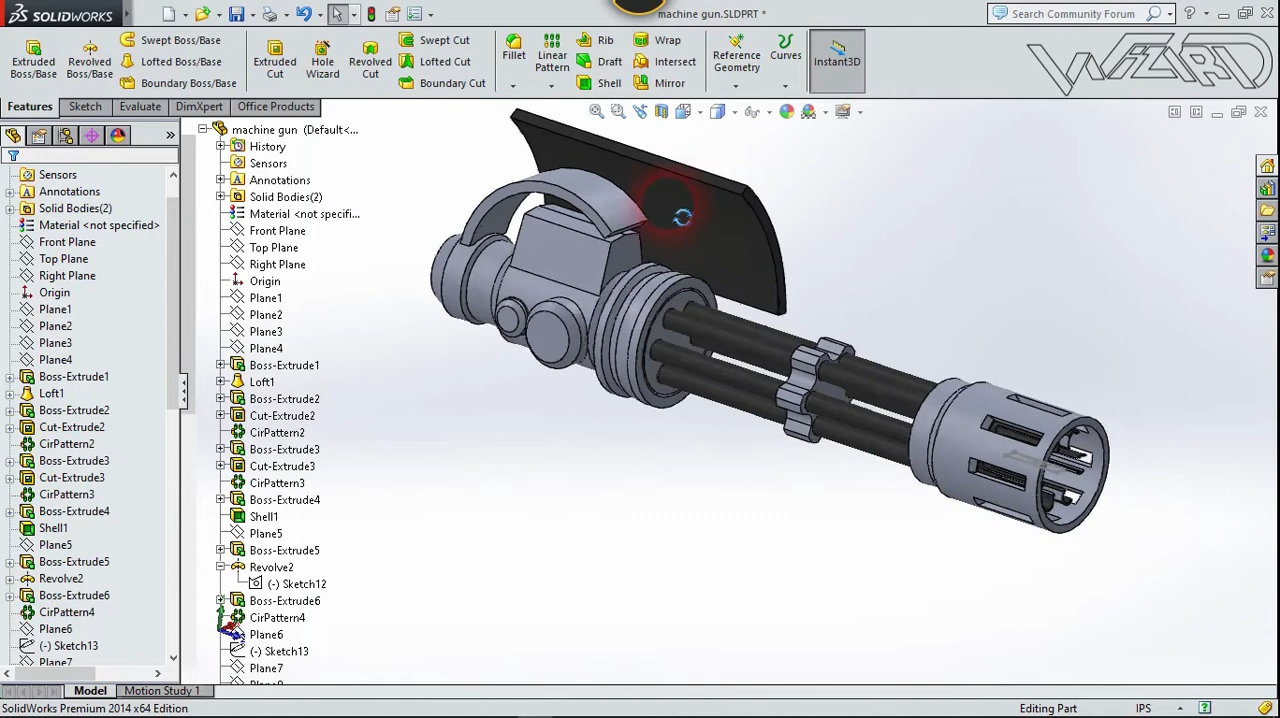 SOLIDWORKS
machine gun.SLDPRT *
Search Community Forum
Extruded Boss/Base
Revolved Boss/Base
Swept Boss/Base
Lofted Boss/Base
Boundary Boss/Base
Extruded Cut
Hole Wizard
Revolved Cut
Swept Cut
Lofted Cut
Boundary Cut
Fillet
Linear Pattern
Rib
Draft
Shell
Wrap
Intersect
Mirror
Reference Geometry
Curves
Instant3D
WIZARD
Features
Sketch
Evaluate
DimXpert
Office Products
Sensors
Annotations
Solid Bodies(2)
Material <not specified>
Front Plane
Top Plane
Right Plane
Origin
Plane1
Plane2
Plane3
Plane4
Boss-Extrude1
Loft1
Boss-Extrude2
Cut-Extrude2
CirPattern2
Boss-Extrude3
Cut-Extrude3
CirPattern3
Boss-Extrude4
Shell1
Plane5
Boss-Extrude5
Revolve2
Boss-Extrude6
CirPattern4
Plane6
(-) Sketch13
Plane7
machine gun (Default<...
History
Sensors
Annotations
Solid Bodies(2)
Material <not specifi...
Front Plane
Top Plane
Right Plane
Origin
Plane1
Plane2
Plane3
Plane4
Boss-Extrude1
Loft1
Boss-Extrude2
Cut-Extrude2
CirPattern2
Boss-Extrude3
Cut-Extrude3
CirPattern3
Boss-Extrude4
Shell1
Plane5
Boss-Extrude5
Revolve2
(-) Sketch12
Boss-Extrude6
CirPattern4
Plane6
(-) Sketch13
Plane7
Model
Motion Study 1
SolidWorks Premium 2014 x64 Edition
Editing Part
IPS